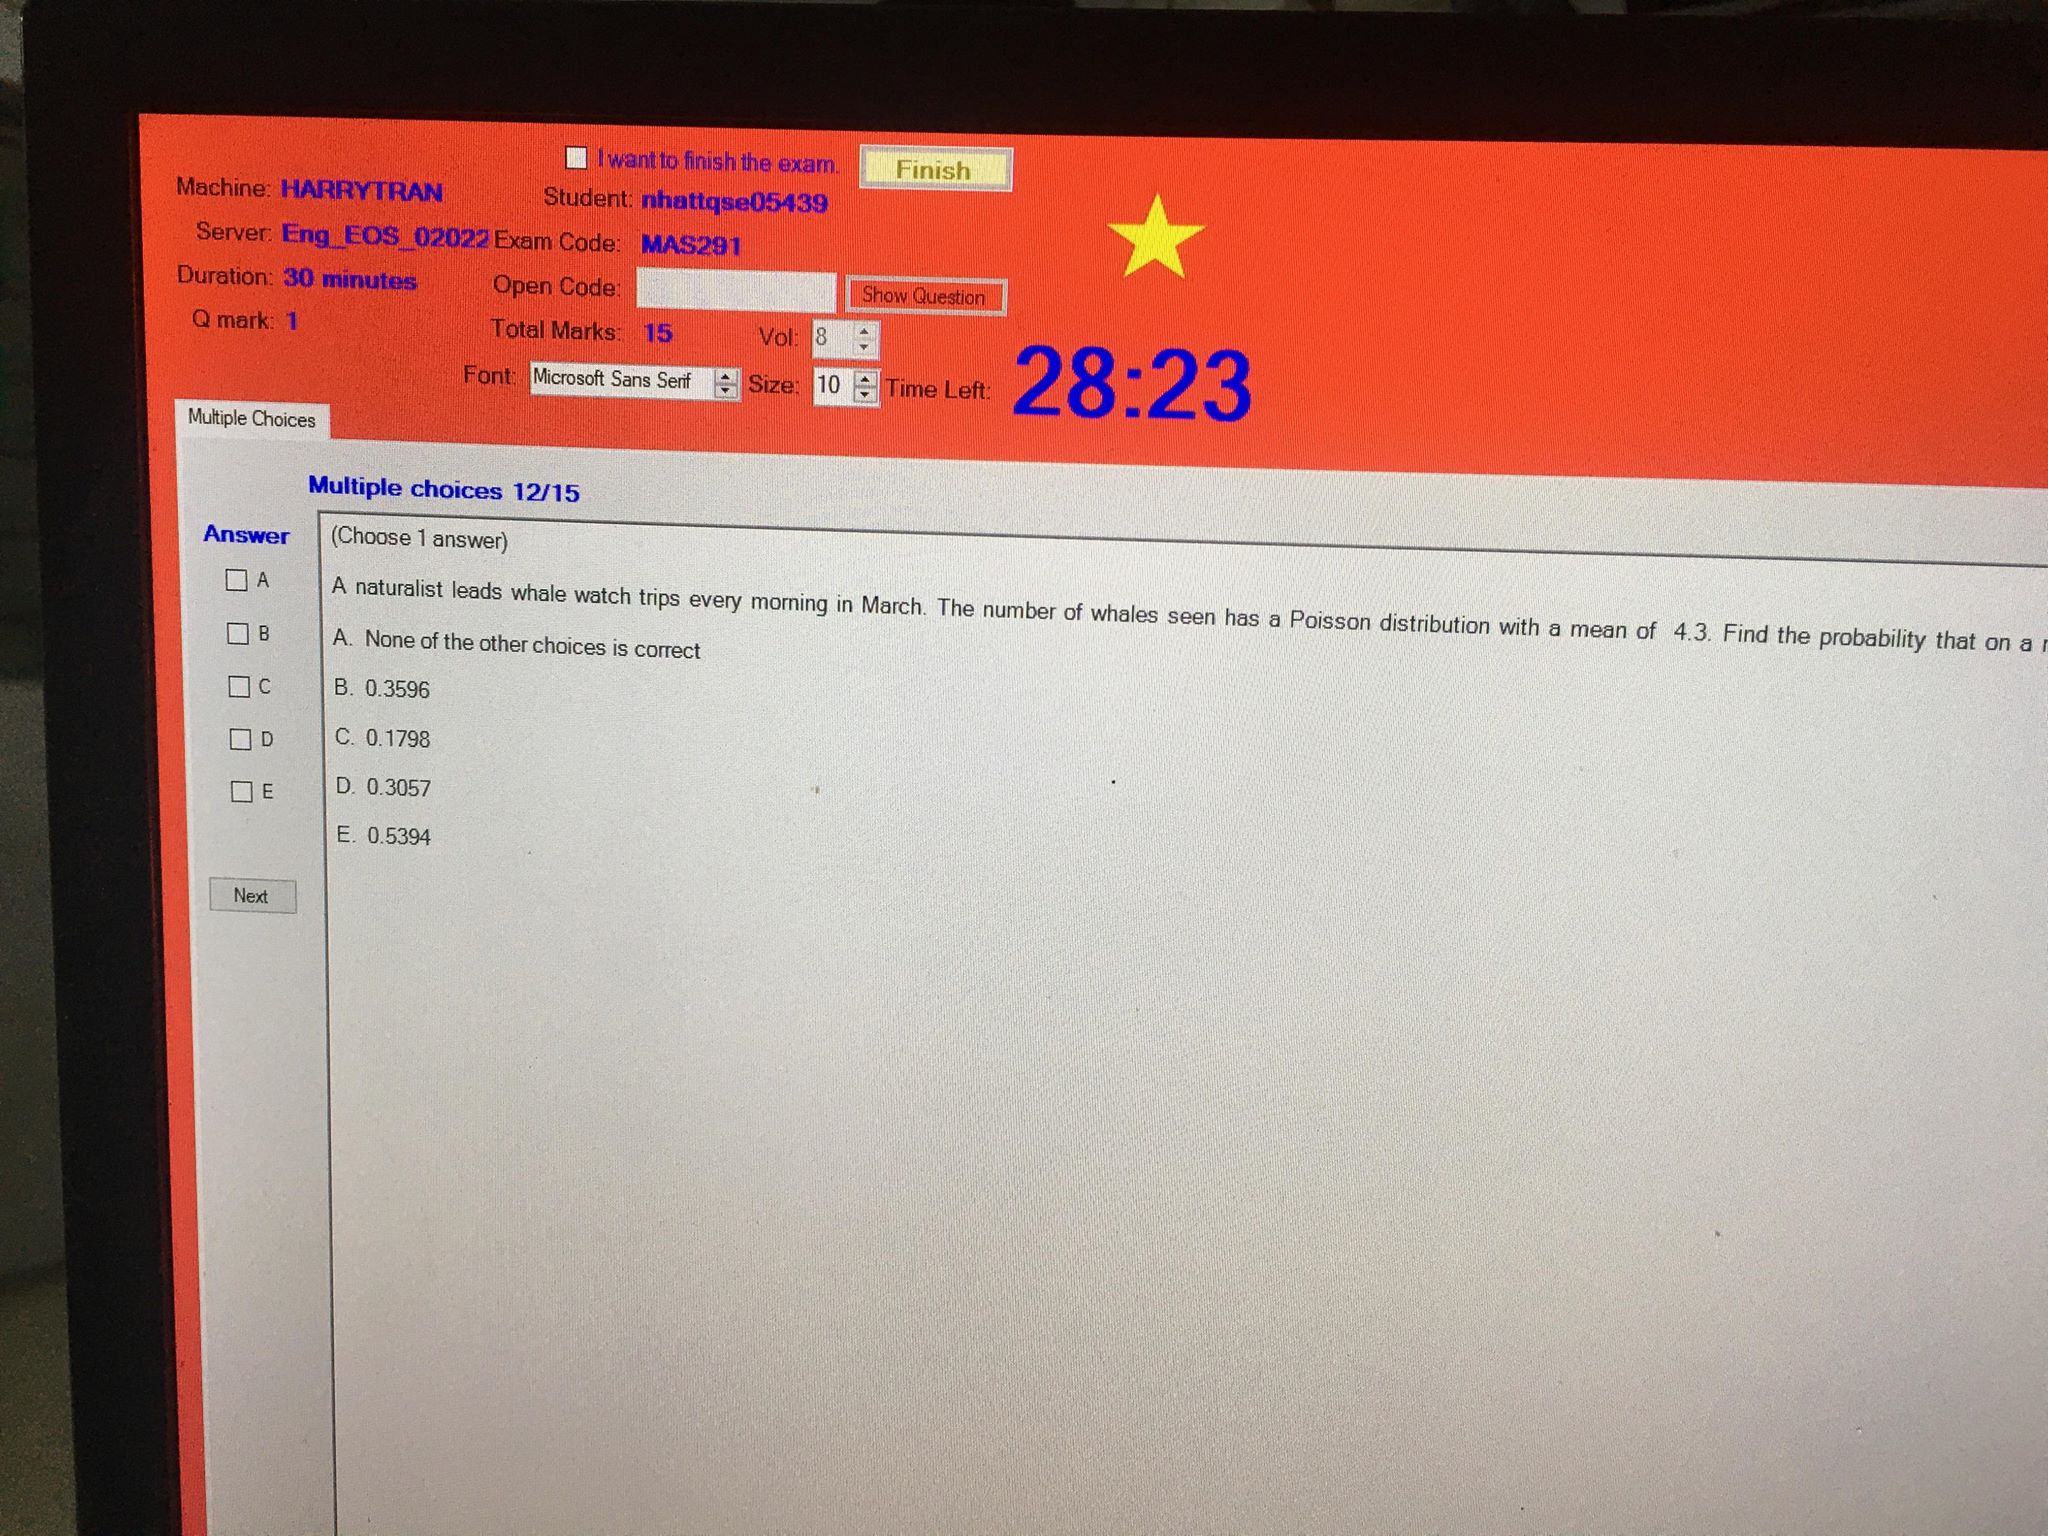 I want to finish the exam. Finish
Machine: HARRYTRAN Student: nhattqse05439
Server: Eng_EOS_02022 Exam Code: MAS291
Duration: 30 minutes Open Code: Show Question
Q mark: 1 Total Marks: 15 Vol: 8
Font: Microsoft Sans Serif Size: 10 Time Left: 28:23
Multiple Choices
Multiple choices 12/15
Answer
(Choose 1 answer)
A
A naturalist leads whale watch trips every morning in March. The number of whales seen has a Poisson distribution with a mean of 4.3. Find the probability that on a
B
A. None of the other choices is correct
C
B. 0.3596
D
C. 0.1798
E
D. 0.3057
E. 0.5394
Next